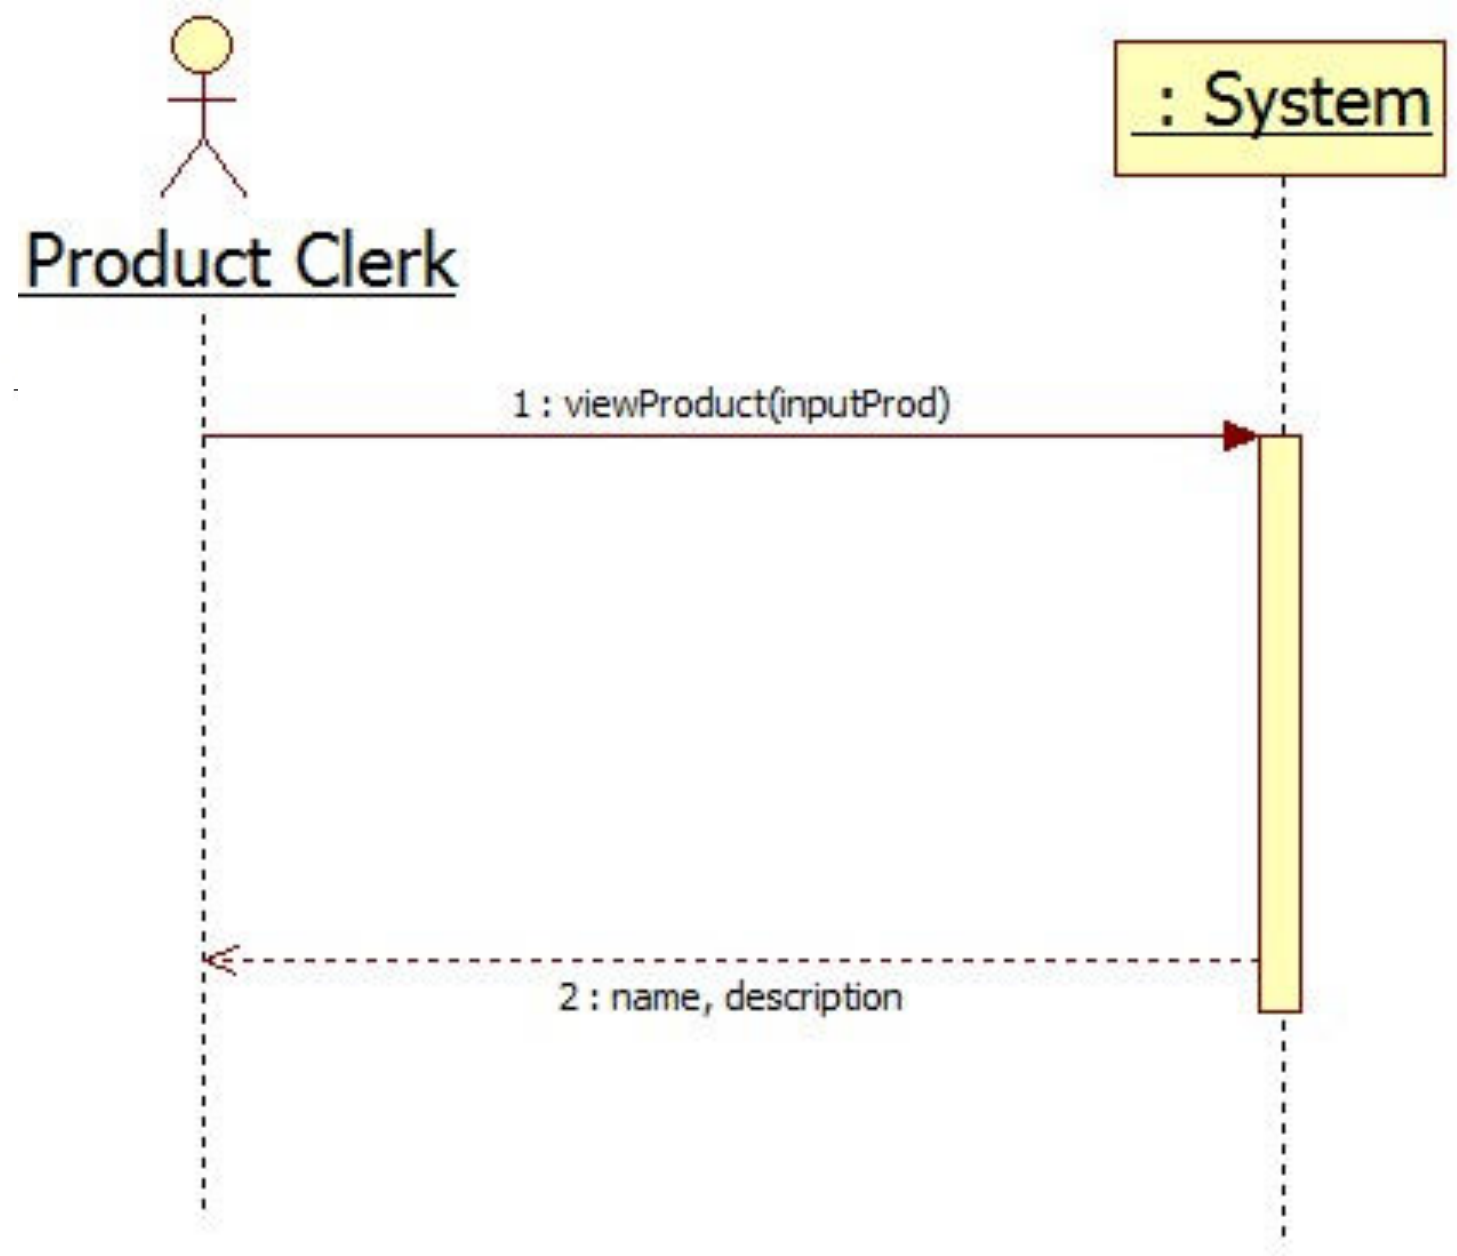 : System
Product Clerk
1 : viewProduct(inputProd)
2 : name, description